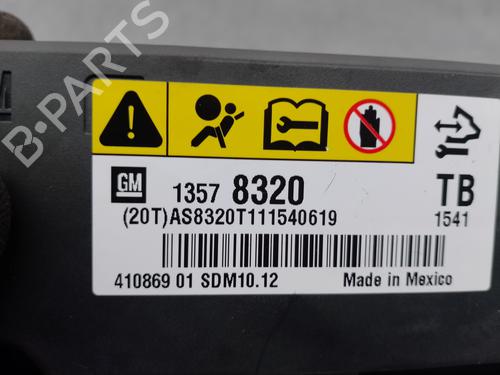 B-PARTS
GM
1357 8320
TB
(20T)AS8320T111540619
1541
410869 01 SDM10.12
Made in Mexico